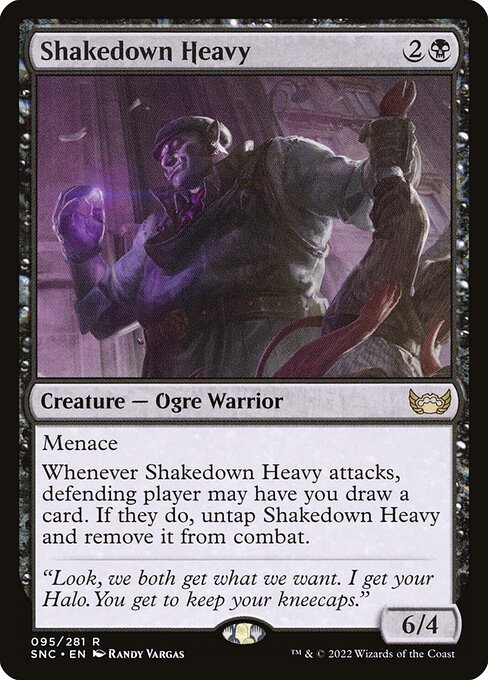 Shakedown Heavy 2
Creature — Ogre Warrior
Menace
Whenever Shakedown Heavy attacks,
defending player may have you draw a
card. If they do, untap Shakedown Heavy
and remove it from combat.
“Look, we both get what we want. I get your
Halo. You get to keep your kneecaps.”
6/4
095/281 R
SNC • EN Randy Vargas ™ & © 2022 Wizards of the Coast